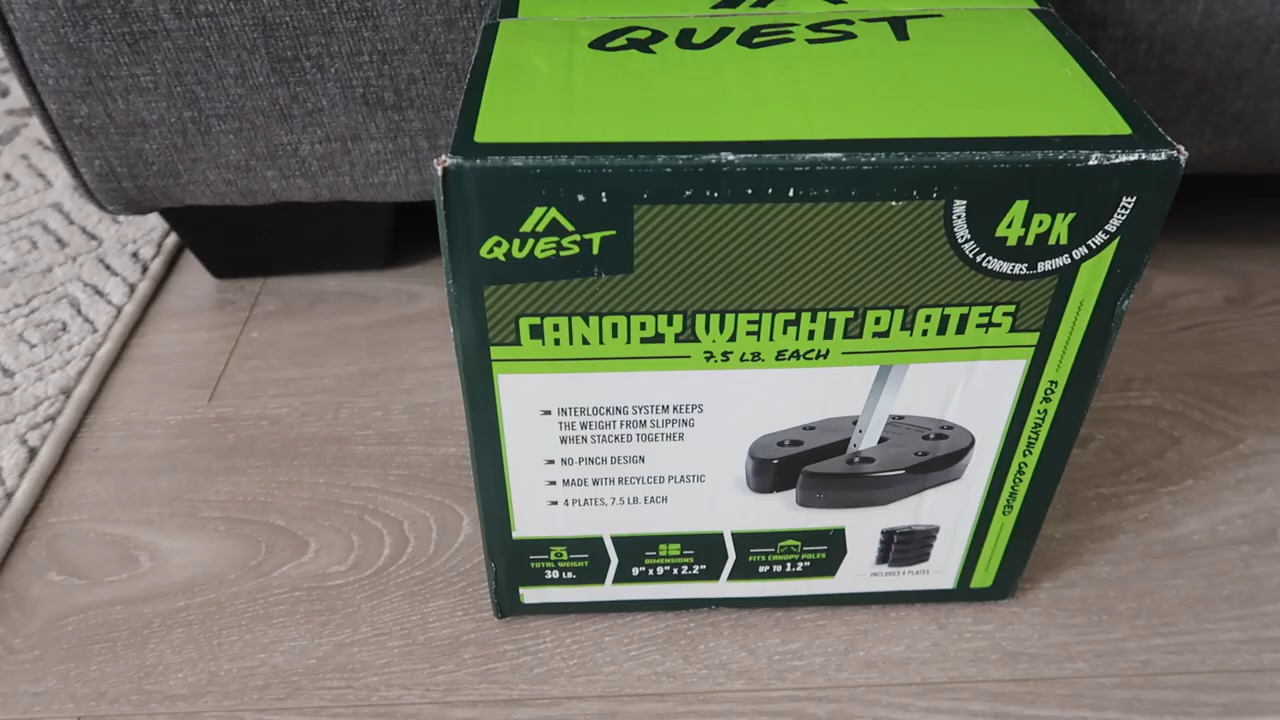 QUEST
QUEST
4PK
ANCHORS ALL 4 CORNERS...BRING ON THE BREEZE
CANOPY WEIGHT PLATES
7.5 LB. EACH
INTERLOCKING SYSTEM KEEPS
THE WEIGHT FROM SLIPPING
WHEN STACKED TOGETHER
NO-PINCH DESIGN
MADE WITH RECYLCED PLASTIC
4 PLATES, 7.5 LB. EACH
FOR STAYING GROUNDED
TOTAL WEIGHT
30 LB.
DIMENSIONS
9" x 9" x 2.2"
FITS CANOPY POLES
UP TO 1.2"
INCLUDES 4 PLATES